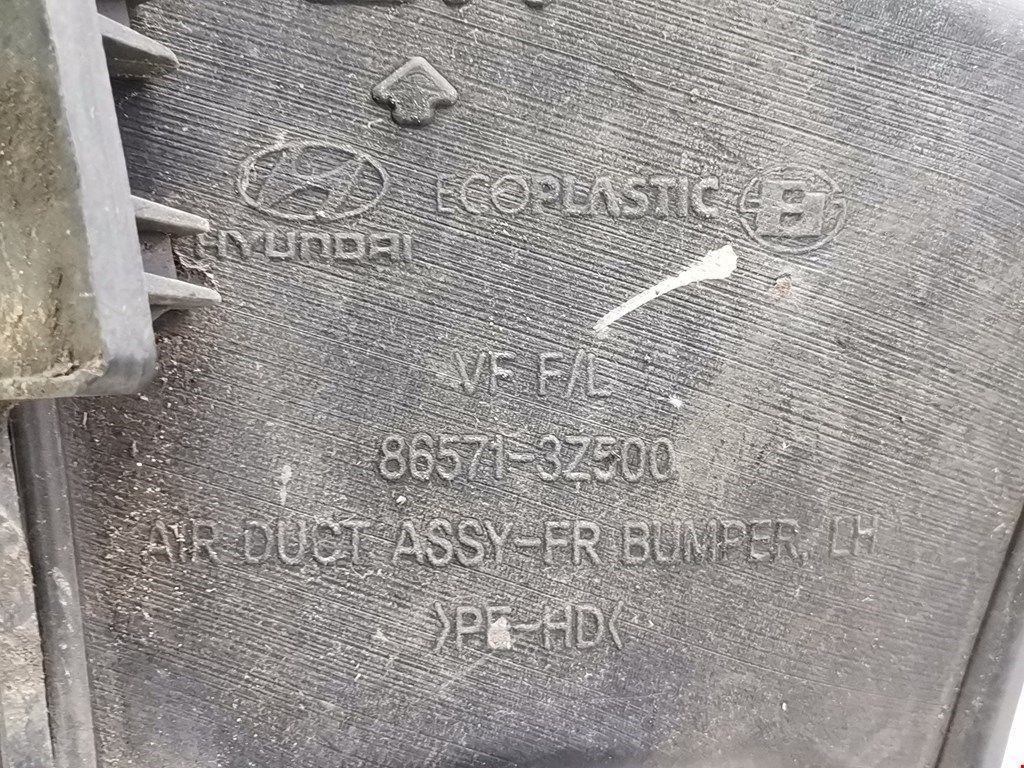 ECOPLASTIC
HYUNDAI
VF F/L
86571-3Z500
AIR DUCT ASSY-FR BUMPER, LH
>PE-HD<